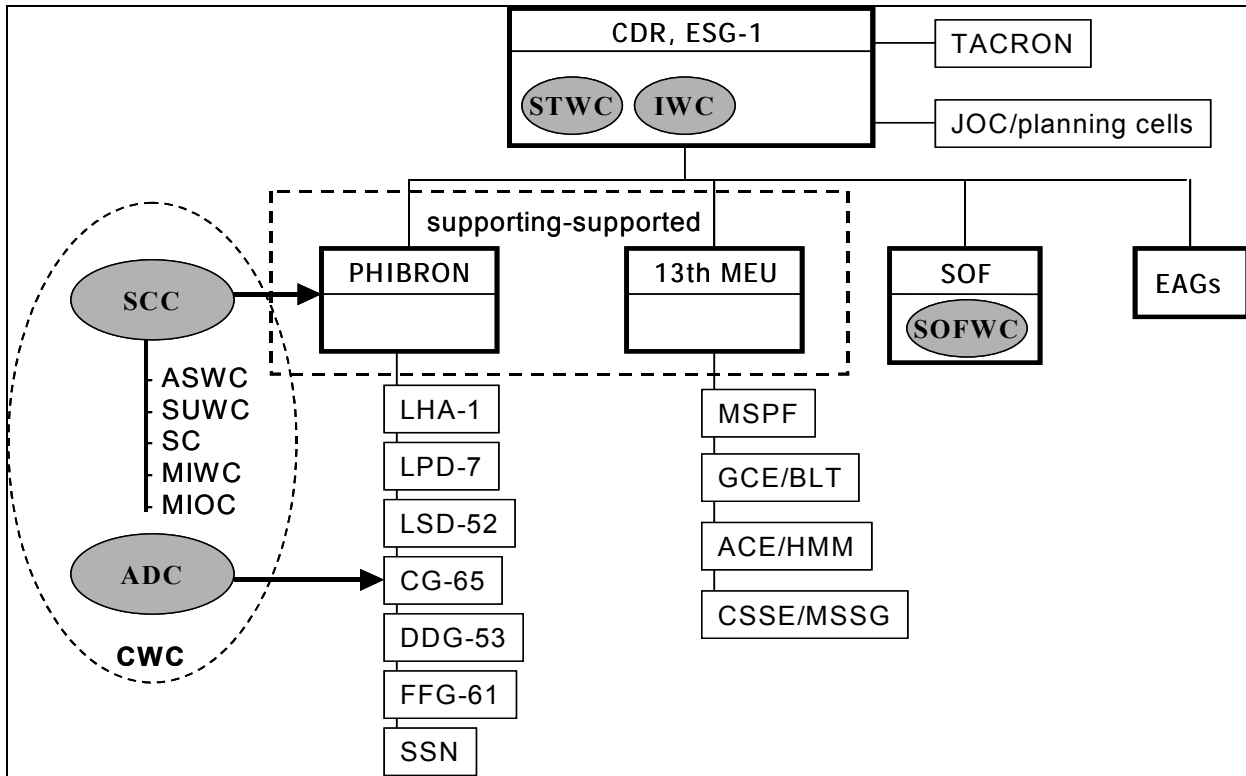 CDR, ESG-1
STWC
IWC
TACRON
JOC/planning cells
supporting-supported
PHIBRON
13th MEU
SOF
SOFWC
EAGs
SCC
ASWC
SUWC
SC
MIWC
MIOC
ADC
CWC
LHA-1
LPD-7
LSD-52
CG-65
DDG-53
FFG-61
SSN
MSPF
GCE/BLT
ACE/HMM
CSSE/MSSG